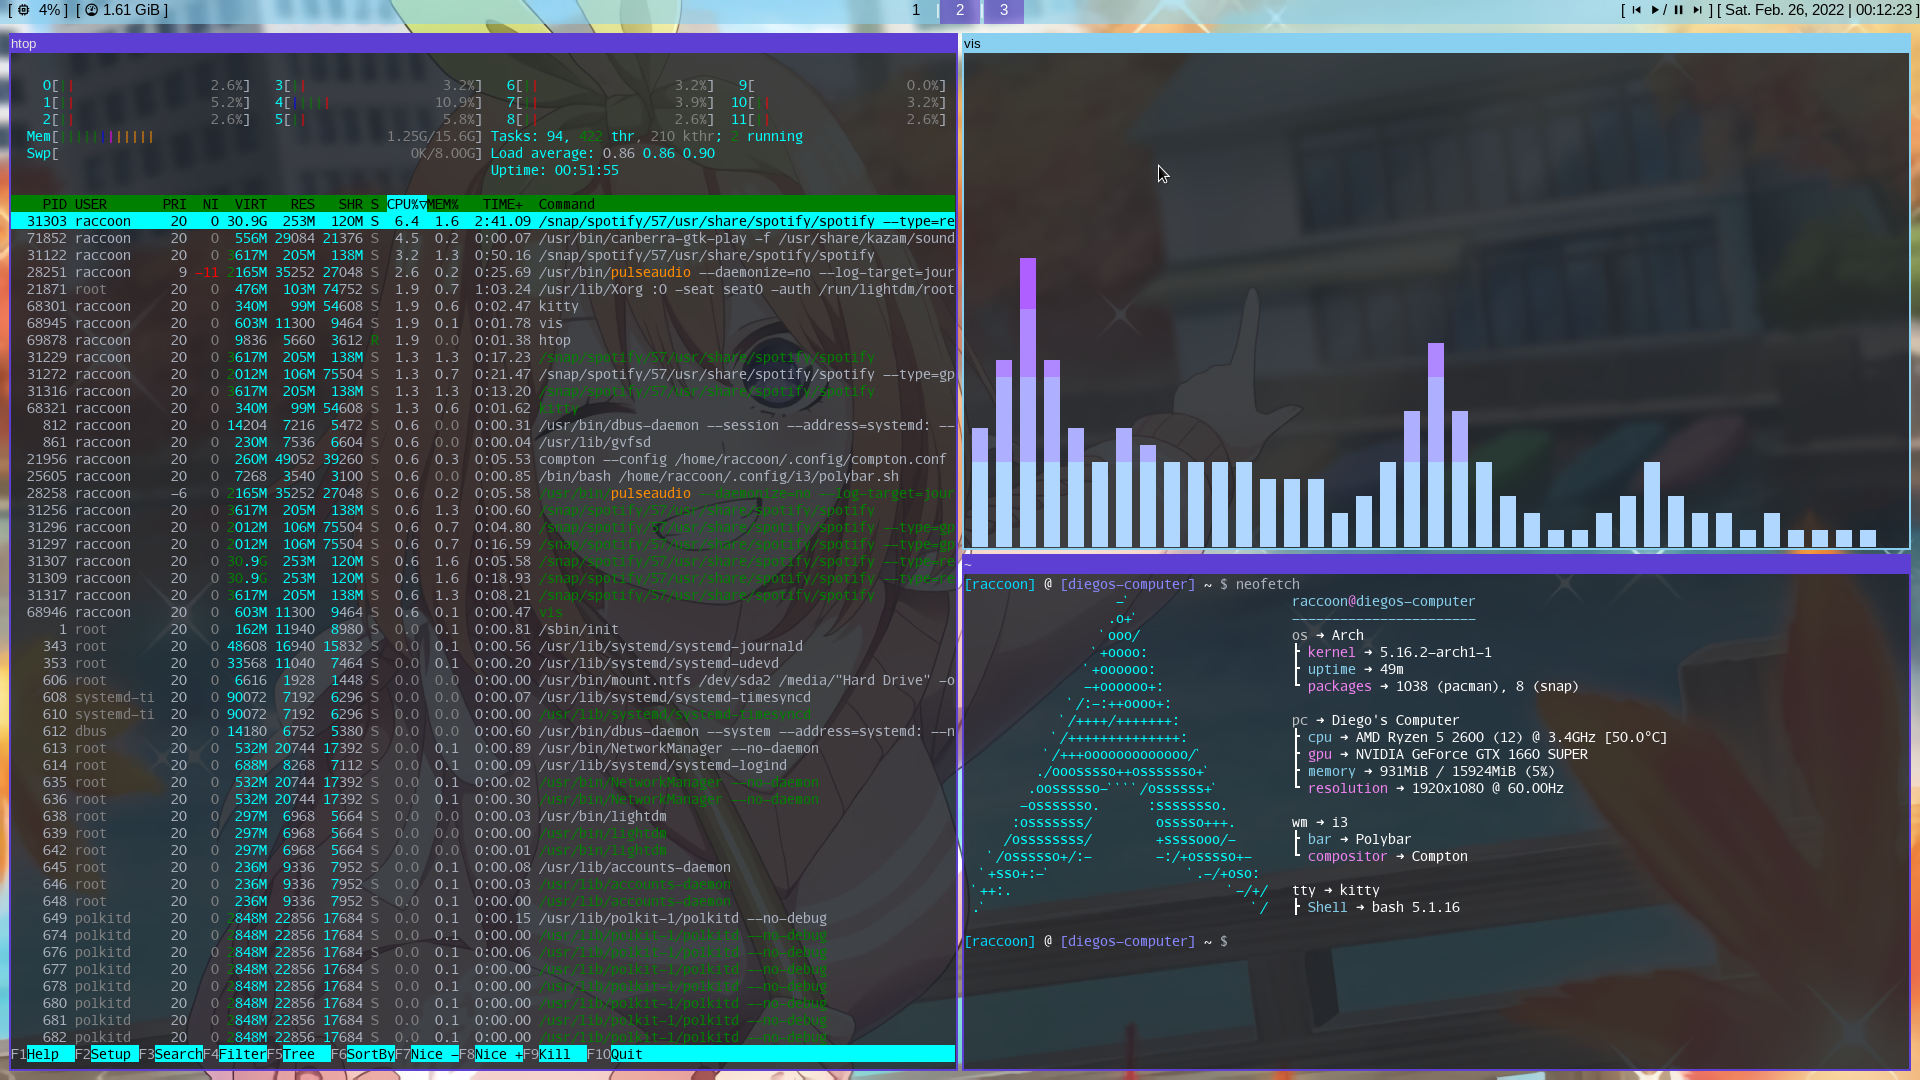 [ 4% ] [ 1.61 GiB ]
1 | 2 3
[ / ] [ Sat. Feb. 26, 2022 | 00:12:23 ]
htop
0[|| 2.6%] 3[|| 3.2%] 6[|| 3.2%] 9[ 0.0%]
1[|| 5.2%] 4[||||| 10.9%] 7[|| 3.9%] 10[|| 3.2%]
2[|| 2.6%] 5[|| 5.8%] 8[|| 2.6%] 11[|| 2.6%]
Mem[|||||||||||| 1.25G/15.6G] Tasks: 94, 422 thr, 210 kthr; 2 running
Swp[ 0K/8.00G] Load average: 0.86 0.86 0.90
Uptime: 00:51:55
PID USER PRI NI VIRT RES SHR S CPU%▽MEM% TIME+ Command
31303 raccoon 20 0 30.9G 253M 120M S 6.4 1.6 2:41.09 /snap/spotify/57/usr/share/spotify/spotify --type=re
71852 raccoon 20 0 556M 29084 21376 S 4.5 0.2 0:00.07 /usr/bin/canberra-gtk-play -f /usr/share/kazam/sound
31122 raccoon 20 0 3617M 205M 138M S 3.2 1.3 0:50.16 /snap/spotify/57/usr/share/spotify/spotify
28251 raccoon 9 -11 2165M 35252 27048 S 2.6 0.2 0:25.69 /usr/bin/pulseaudio --daemonize=no --log-target=jour
21871 root 20 0 476M 103M 74752 S 1.9 0.7 1:03.24 /usr/lib/Xorg :0 -seat seat0 -auth /run/lightdm/root
68301 raccoon 20 0 340M 99M 54608 S 1.9 0.6 0:02.47 kitty
68945 raccoon 20 0 603M 11300 9464 S 1.9 0.1 0:01.78 vis
69878 raccoon 20 0 9836 5660 3612 R 1.9 0.0 0:01.38 htop
31229 raccoon 20 0 3617M 205M 138M S 1.3 1.3 0:17.23 /snap/spotify/57/usr/share/spotify/spotify
31272 raccoon 20 0 2012M 106M 75504 S 1.3 0.7 0:21.47 /snap/spotify/57/usr/share/spotify/spotify --type=gp
31316 raccoon 20 0 3617M 205M 138M S 1.3 1.3 0:13.20 /snap/spotify/57/usr/share/spotify/spotify
68321 raccoon 20 0 340M 99M 54608 S 1.3 0.6 0:01.62 kitty
812 raccoon 20 0 14204 7216 5472 S 0.6 0.0 0:00.31 /usr/bin/dbus-daemon --session --address=systemd: --
861 raccoon 20 0 230M 7536 6604 S 0.6 0.0 0:00.04 /usr/lib/gvfsd
21956 raccoon 20 0 260M 49052 39260 S 0.6 0.3 0:05.53 compton --config /home/raccoon/.config/compton.conf
25605 raccoon 20 0 7268 3540 3100 S 0.6 0.0 0:00.85 /bin/bash /home/raccoon/.config/i3/polybar.sh
28258 raccoon -6 0 2165M 35252 27048 S 0.6 0.2 0:05.58 /usr/bin/pulseaudio --daemonize=no --log-target=jour
31256 raccoon 20 0 3617M 205M 138M S 0.6 1.3 0:00.60 /snap/spotify/57/usr/share/spotify/spotify
31296 raccoon 20 0 2012M 106M 75504 S 0.6 0.7 0:04.80 /snap/spotify/57/usr/share/spotify/spotify --type=gp
31297 raccoon 20 0 2012M 106M 75504 S 0.6 0.7 0:16.59 /snap/spotify/57/usr/share/spotify/spotify --type=gp
31307 raccoon 20 0 30.9G 253M 120M S 0.6 1.6 0:05.58 /snap/spotify/57/usr/share/spotify/spotify --type=re
31309 raccoon 20 0 30.9G 253M 120M S 0.6 1.6 0:18.93 /snap/spotify/57/usr/share/spotify/spotify --type=re
31317 raccoon 20 0 3617M 205M 138M S 0.6 1.3 0:08.21 /snap/spotify/57/usr/share/spotify/spotify
68946 raccoon 20 0 603M 11300 9464 S 0.6 0.1 0:00.47 vis
1 root 20 0 162M 11940 8980 S 0.0 0.1 0:00.81 /sbin/init
343 root 20 0 48608 16940 15832 S 0.0 0.1 0:00.56 /usr/lib/systemd/systemd-journald
353 root 20 0 33568 11040 7464 S 0.0 0.1 0:00.20 /usr/lib/systemd/systemd-udevd
606 root 20 0 6616 1928 1448 S 0.0 0.0 0:00.00 /usr/bin/mount.ntfs /dev/sda2 /media/"Hard Drive" -o
608 systemd-ti 20 0 90072 7192 6296 S 0.0 0.0 0:00.07 /usr/lib/systemd/systemd-timesyncd
610 systemd-ti 20 0 90072 7192 6296 S 0.0 0.0 0:00.00 /usr/lib/systemd/systemd-timesyncd
612 dbus 20 0 14180 6752 5380 S 0.0 0.0 0:00.60 /usr/bin/dbus-daemon --system --address=systemd: --n
613 root 20 0 532M 20744 17392 S 0.0 0.1 0:00.89 /usr/bin/NetworkManager --no-daemon
614 root 20 0 688M 8268 7112 S 0.0 0.1 0:00.09 /usr/lib/systemd/systemd-logind
635 root 20 0 532M 20744 17392 S 0.0 0.1 0:00.02 /usr/bin/NetworkManager --no-daemon
636 root 20 0 532M 20744 17392 S 0.0 0.1 0:00.30 /usr/bin/NetworkManager --no-daemon
638 root 20 0 297M 6968 5664 S 0.0 0.0 0:00.03 /usr/bin/lightdm
639 root 20 0 297M 6968 5664 S 0.0 0.0 0:00.00 /usr/bin/lightdm
642 root 20 0 297M 6968 5664 S 0.0 0.0 0:00.01 /usr/bin/lightdm
645 root 20 0 236M 9336 7952 S 0.0 0.1 0:00.08 /usr/lib/accounts-daemon
646 root 20 0 236M 9336 7952 S 0.0 0.1 0:00.03 /usr/lib/accounts-daemon
648 root 20 0 236M 9336 7952 S 0.0 0.1 0:00.00 /usr/lib/accounts-daemon
649 polkitd 20 0 2848M 22856 17684 S 0.0 0.1 0:00.15 /usr/lib/polkit-1/polkitd --no-debug
674 polkitd 20 0 2848M 22856 17684 S 0.0 0.1 0:00.00 /usr/lib/polkit-1/polkitd --no-debug
676 polkitd 20 0 2848M 22856 17684 S 0.0 0.1 0:00.06 /usr/lib/polkit-1/polkitd --no-debug
677 polkitd 20 0 2848M 22856 17684 S 0.0 0.1 0:00.00 /usr/lib/polkit-1/polkitd --no-debug
678 polkitd 20 0 2848M 22856 17684 S 0.0 0.1 0:00.00 /usr/lib/polkit-1/polkitd --no-debug
680 polkitd 20 0 2848M 22856 17684 S 0.0 0.1 0:00.00 /usr/lib/polkit-1/polkitd --no-debug
681 polkitd 20 0 2848M 22856 17684 S 0.0 0.1 0:00.00 /usr/lib/polkit-1/polkitd --no-debug
682 polkitd 20 0 2848M 22856 17684 S 0.0 0.1 0:00.00 /usr/lib/polkit-1/polkitd --no-debug
F1Help F2Setup F3SearchF4FilterF5Tree F6SortByF7Nice -F8Nice +F9Kill F10Quit
vis
~
[raccoon] @ [diegos-computer] ~ $ neofetch
-`
.o+`
`ooo/
`+oooo:
`+oooooo:
-+oooooo+:
`/:-:++oooo+:
`/++++/+++++++:
`/++++++++++++++:
`/+++ooooooooooooo/`
./ooosssso++osssssso+`
.oossssso-````/ossssss+`
-osssssso. :ssssssso.
:osssssss/ osssso+++.
/ossssssss/ +ssssooo/-
`/ossssso+/:- -:/+osssso+-
`+sso+:-` `.-/+oso:
`++:. `-/+/
.` `/
raccoon@diegos-computer
-----------------------
os ➜ Arch
┣ kernel ➜ 5.16.2-arch1-1
┣ uptime ➜ 49m
┗ packages ➜ 1038 (pacman), 8 (snap)
pc ➜ Diego's Computer
┣ cpu ➜ AMD Ryzen 5 2600 (12) @ 3.4GHz [50.0°C]
┣ gpu ➜ NVIDIA GeForce GTX 1660 SUPER
┣ memory ➜ 931MiB / 15924MiB (5%)
┗ resolution ➜ 1920x1080 @ 60.00Hz
wm ➜ i3
┣ bar ➜ Polybar
┗ compositor ➜ Compton
tty ➜ kitty
┣ Shell ➜ bash 5.1.16
[raccoon] @ [diegos-computer] ~ $